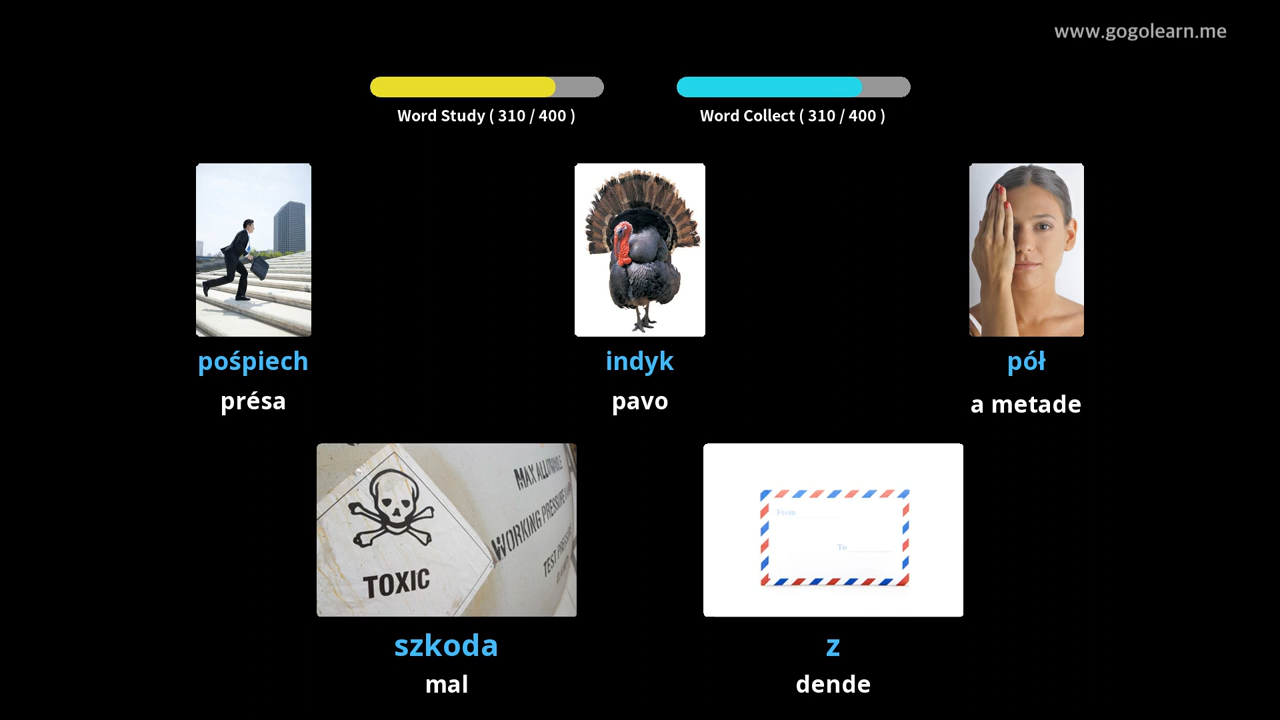 www.gogolearn.me
Word Study ( 310 / 400 )
Word Collect ( 310 / 400 )
pośpiech
présa
indyk
pavo
pół
a metade
TOXIC
MAX ALLOWABLE
WORKING PRESSURE
From
To
szkoda
mal
z
dende